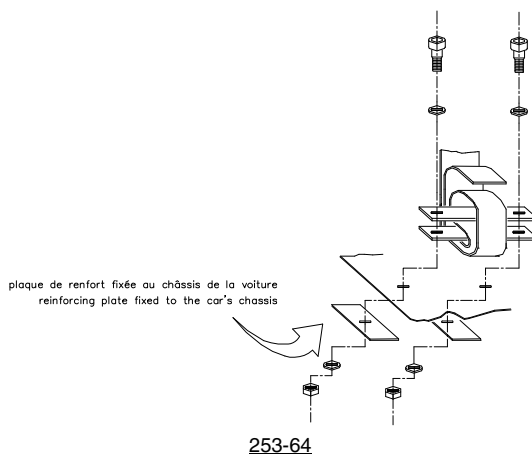 plaque de renfort fixée au châssis de la voiture
reinforcing plate fixed to the car's chassis
253-64